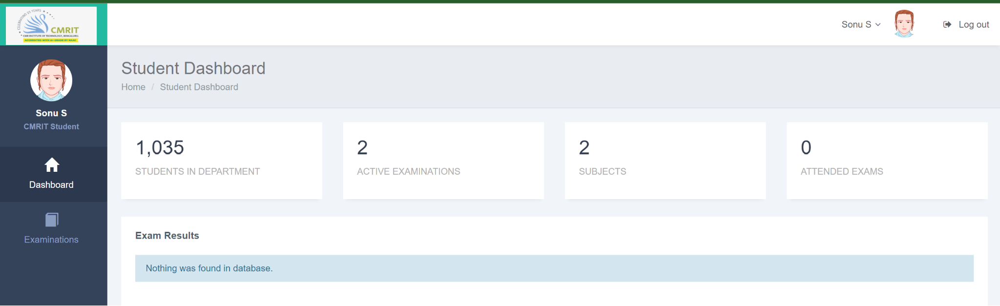 CELEBRATING 25 YEARS
CMRIT
CMR INSTITUTE OF TECHNOLOGY, BENGALURU.
ACCREDITED WITH A+ GRADE BY NAAC
Sonu S
Log out
Sonu S
CMRIT Student
Dashboard
Examinations
Student Dashboard
Home / Student Dashboard
1,035
STUDENTS IN DEPARTMENT
2
ACTIVE EXAMINATIONS
2
SUBJECTS
0
ATTENDED EXAMS
Exam Results
Nothing was found in database.